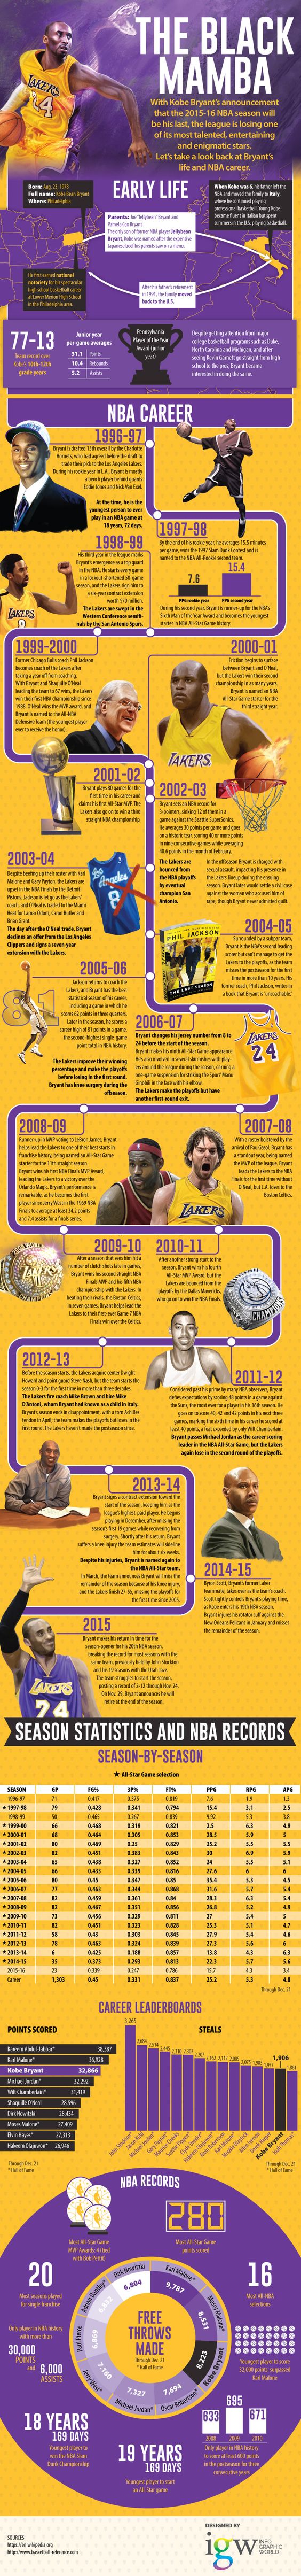 THE BLACK
MAMBA
With Kobe Bryant's announcement
that the 2015-16 NBA season will
be his last, the league is losing one
of its most talented, entertaining
and enigmatic stars.
Let's take a look back at Bryant's
life and NBA career.
EARLY LIFE
Born: Aug. 23, 1978
Full name: Kobe Bean Bryant
Where: Philadelphia
Parents: Joe "Jellybean" Bryant and
Pamela Cox Bryant
The only son of former NBA player Jellybean
Bryant, Kobe was named after the expensive
Japanese beef his parents saw on a menu.
When Kobe was 6, his father left the
NBA and moved the family to Italy,
where he continued playing
professional basketball. Young Kobe
became fluent in Italian but spent
summers in the U.S. playing basketball.
He first earned national
notoriety for his spectacular
high school basketball career
at Lower Merion High School
in the Philadelphia area.
After his father's retirement
in 1991, the family moved
back to the U.S.
77-13
Team record over
Kobe's 10th-12th
grade years
Junior year
per-game averages
31.1 Points
10.4 Rebounds
5.2 Assists
Pennsylvania
Player of the Year
Award (junior
year)
Despite getting attention from major
college basketball programs such as Duke,
North Carolina and Michigan, and after
seeing Kevin Garnett go straight from high
school to the pros, Bryant became
interested in doing the same.
NBA CAREER
1996-97
Bryant is drafted 13th overall by the Charlotte
Hornets, who had agreed before the draft to
trade their pick to the Los Angeles Lakers.
During his rookie year in L.A., Bryant is mostly
a bench player behind guards
Eddie Jones and Nick Van Exel.
At the time, he is the
youngest person to ever
play in an NBA game at
18 years, 72 days.
1997-98
By the end of his rookie year, he averages 15.5 minutes
per game, wins the 1997 Slam Dunk Contest and is
named to the NBA All-Rookie second team.
7.6
PPG rookie year
15.4
PPG second year
During his second year, Bryant is runner-up for the NBA's
Sixth Man of the Year Award and becomes the youngest
starter in NBA All-Star Game history.
1998-99
His third year in the league marks
Bryant's emergence as a top guard
in the NBA. He starts every game
in a lockout-shortened 50-game
season, and the Lakers sign him to
a six-year contract extension
worth $70 million.
The Lakers are swept in the
Western Conference semifi-
nals by the San Antonio Spurs.
1999-2000
Former Chicago Bulls coach Phil Jackson
becomes coach of the Lakers after
taking a year off from coaching.
With Bryant and Shaquille O'Neal
leading the team to 67 wins, the Lakers
win their first NBA championship since
1988. O'Neal wins the MVP award, and
Bryant is named to the All-NBA
Defensive Team (the youngest player
ever to receive the honor).
2000-01
Friction begins to surface
between Bryant and O'Neal,
but the Lakers win their second
championship in as many years.
Bryant is named an NBA
All-Star Game starter for the
third straight year.
LAKERS
2001-02
Bryant plays 80 games for the
first time in his career and
claims his first All-Star MVP. The
Lakers also go on to win a third
straight NBA championship.
2002-03
Bryant sets an NBA record for
3-pointers, sinking 12 of them in a
game against the Seattle SuperSonics.
He averages 30 points per game and goes
on a historic tear, scoring 40 or more points
in nine consecutive games while averaging
40.6 points in the month of February.
The Lakers are
bounced from
the NBA playoffs
by eventual
champion San
Antonio.
In the offseason Bryant is charged with
sexual assault, impacting his presence in
the Lakers' lineup during the ensuing
season. Bryant later would settle a civil case
against the woman who accused him of
rape, though Bryant never admitted guilt.
2003-04
Despite beefing up their roster with Karl
Malone and Gary Payton, the Lakers are
upset in the NBA Finals by the Detroit
Pistons. Jackson is let go as the Lakers'
coach, and O'Neal is traded to the Miami
Heat for Lamar Odom, Caron Butler and
Brian Grant.
The day after the O'Neal trade, Bryant
declines an offer from the Los Angeles
Clippers and signs a seven-year
extension with the Lakers.
2004-05
Surrounded by a subpar team,
Bryant is the NBA's second leading
scorer but can't manage to get the
Lakers to the playoffs, as the team
misses the postseason for the first
time in more than 10 years. His
former coach, Phil Jackson, writes in
a book that Bryant is "uncoachable."
PHIL JACKSON
THE LAST SEASON
2005-06
Jackson returns to coach the
Lakers, and Bryant has the best
statistical season of his career,
including a game in which he
scores 62 points in three quarters.
Later in the season, he scores a
career high of 81 points in a game,
the second-highest single-game
point total in NBA history.
81
The Lakers improve their winning
percentage and make the playoffs
before losing in the first round.
Bryant has knee surgery during the
offseason.
2006-07
Bryant changes his jersey number from 8 to
24 before the start of the season.
Bryant makes his ninth All-Star Game appearance.
He's also involved in several skirmishes with play-
ers around the league during the season, earning a
one-game suspension for striking the Spurs' Manu
Ginobili in the face with his elbow.
The Lakers make the playoffs but have
another first-round exit.
LAKERS
24
2008-09
Runner-up in MVP voting to LeBron James, Bryant
helps lead the Lakers to one of their best starts in
franchise history, being named an All-Star Game
starter for the 11th straight season.
Bryant wins his first NBA Finals MVP Award,
leading the Lakers to a victory over the
Orlando Magic. Bryant's performance is
remarkable, as he becomes the first
player since Jerry West in the 1969 NBA
Finals to average at least 34.2 points
and 7.4 assists for a finals series.
2007-08
With a roster bolstered by the
arrival of Pau Gasol, Bryant has
a standout year, being named
the MVP of the league. Bryant
leads the Lakers to the NBA
Finals for the first time without
O'Neal, but L.A. loses to the
Boston Celtics.
2009-10
After a season that sees him hit a
number of clutch shots late in games,
Bryant wins his second straight NBA
Finals MVP and his fifth NBA
championship with the Lakers. In
beating their rivals, the Boston Celtics,
in seven games, Bryant helps lead the
Lakers to their first-ever Game 7 NBA
Finals win over the Celtics.
2010-11
After another strong start to the
season, Bryant wins his fourth
All-Star MVP Award, but the
Lakers are bounced from the
playoffs by the Dallas Mavericks,
who go on to win the NBA Finals.
2012-13
Before the season starts, the Lakers acquire center Dwight
Howard and point guard Steve Nash, but the team starts the
season 0-3 for the first time in more than three decades.
The Lakers fire coach Mike Brown and hire Mike
D'Antoni, whom Bryant had known as a child in Italy.
Bryant's season ends in disappointment, with a torn Achilles
tendon in April; the team makes the playoffs but loses in the
first round. The Lakers haven't made the postseason since.
2011-12
Considered past his prime by many NBA observers, Bryant
defies expectations by scoring 48 points in a game against
the Suns, the most ever for a player in his 16th season. He
goes on to score 40, 42 and 42 points in his next three
games, marking the sixth time in his career he scored at
least 40 points, a feat exceeded by only Wilt Chamberlain.
Bryant passes Michael Jordan as the career scoring
leader in the NBA All-Star Game, but the Lakers
again lose in the second round of the playoffs.
2013-14
Bryant signs a contract extension toward the
start of the season, keeping him as the
league's highest-paid player. He begins
playing in December, after missing the
season's first 19 games while recovering from
surgery. Shortly after his return, Bryant
suffers a knee injury the team estimates will sideline
him for about six weeks.
Despite his injuries, Bryant is named again to
the NBA All-Star team.
In March, the team announces Bryant will miss the
remainder of the season because of his knee injury,
and the Lakers finish 27-55, missing the playoffs for
the first time since 2005.
2014-15
Byron Scott, Bryant's former Laker
teammate, takes over as the team's coach.
Scott tightly controls Bryant's playing time,
as Kobe enters his 19th NBA season.
Bryant injures his rotator cuff against the
New Orleans Pelicans in January and misses
the remainder of the season.
2015
Bryant makes his return in time for the
season-opener for his 20th NBA season,
breaking the record for most seasons with the
same team, previously held by John Stockton
and his 19 seasons with the Utah Jazz.
The team struggles to start the season,
posting a record of 2-12 through Nov. 24.
On Nov. 29, Bryant announces he will
retire at the end of the season.
SEASON STATISTICS AND NBA RECORDS
SEASON-BY-SEASON
★ All-Star Game selection
SEASON GP FG% 3P% FT% PPG RPG APG
1996-97 71 0.417 0.375 0.819 7.6 1.9 1.3
★ 1997-98 79 0.428 0.341 0.794 15.4 3.1 2.5
1998-99 50 0.465 0.267 0.839 9.92 5.3 3.8
★ 1999-00 66 0.468 0.319 0.821 2.5 6.3 4.9
★ 2000-01 68 0.464 0.305 0.853 28.5 5.9 5
★ 2001-02 80 0.469 0.25 0.829 25.2 5.5 5.5
★ 2002-03 82 0.451 0.383 0.843 30 6.9 5.9
★ 2003-04 65 0.438 0.327 0.852 24 5.5 5.1
★ 2004-05 66 0.433 0.339 0.816 27.6 6 6
★ 2005-06 80 0.45 0.347 0.85 35.4 5.3 4.5
★ 2006-07 77 0.463 0.344 0.868 31.6 5.7 5.4
★ 2007-08 82 0.459 0.361 0.84 28.3 6.3 5.4
★ 2008-09 82 0.467 0.351 0.856 26.8 5.2 4.9
★ 2009-10 73 0.456 0.329 0.811 27 5.4 5
★ 2010-11 82 0.451 0.323 0.828 25.3 5.1 4.7
★ 2011-12 58 0.43 0.303 0.845 27.9 5.4 4.6
★ 2012-13 78 0.463 0.324 0.839 27.3 5.6 6
★ 2013-14 6 0.425 0.188 0.857 13.8 4.3 6.3
★ 2014-15 35 0.373 0.293 0.813 22.3 5.7 5.6
2015-16 23 0.339 0.247 0.786 15.7 4.3 3.4
Career 1,303 0.45 0.331 0.837 25.2 5.3 4.8
Through Dec. 21
CAREER LEADERBOARDS
POINTS SCORED
Kareem Abdul-Jabbar* 38,387
Karl Malone* 36,928
Kobe Bryant 32,866
Michael Jordan* 32,292
Wilt Chamberlain* 31,419
Shaquille O'Neal 28,596
Dirk Nowitzki 28,434
Moses Malone* 27,409
Elvin Hayes* 27,313
Hakeem Olajuwon* 26,946
Through Dec. 21
* Hall of Fame
STEALS
3,265
2,684
2,514
2,445
2,310
2,307
2,207
2,162
2,112
2,085
2,075
1,983
1,957
1,906
Kobe Bryant
Through Dec. 21
* Hall of Fame
NBA RECORDS
Most All-Star Game
MVP Awards: 4 (tied
with Bob Pettit)
280
Most All-Star Game
points scored
20
Most seasons played
for single franchise
16
Most All-NBA
selections
Only player in NBA history
with more than
30,000
POINTS
and 6,000
ASSISTS
FREE
THROWS
MADE
Through Dec. 21
* Hall of Fame
Karl Malone*
9,787
Moses Malone*
8,531
Kobe Bryant
8,323
Oscar Robertson*
7,694
Michael Jordan*
7,327
Jerry West*
7,160
Paul Pierce
6,869
Adrian Dantley*
Dirk Nowitzki
6,804
Youngest player to score
32,000 points; surpassed
Karl Malone
18 YEARS
169 DAYS
Youngest player to
win the NBA Slam
Dunk Championship
19 YEARS
169 DAYS
Youngest player to start
an All-Star game
633
695
671
2008
2009
2010
Only player in NBA history
to score at least 600 points
in the postseason for three
consecutive years
SOURCES
https://en.wikipedia.org
http://www.basketball-reference.com
DESIGNED BY
igw INFO
GRAPHIC
WORLD